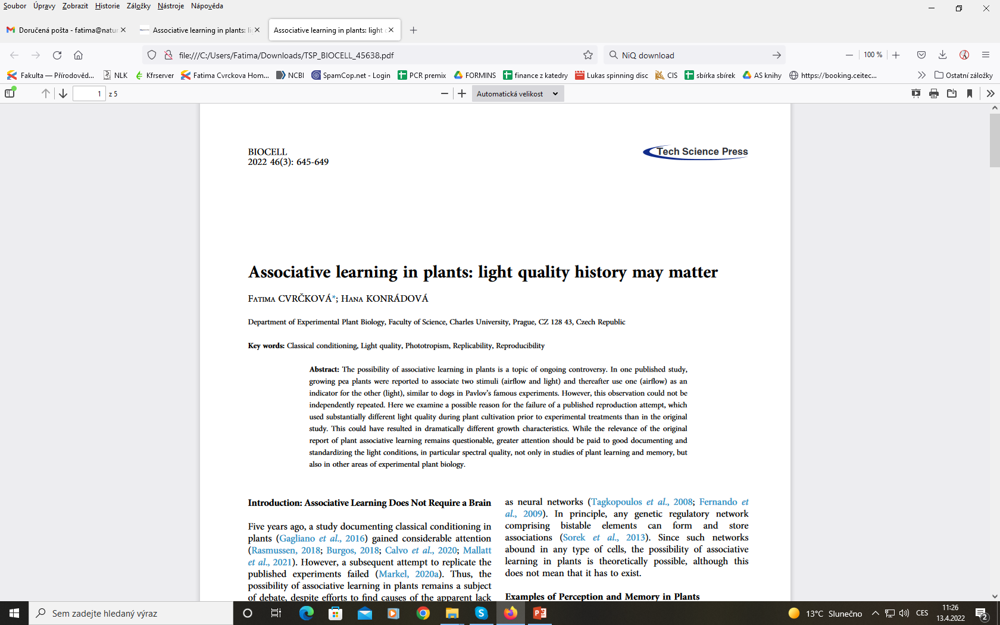 Soubor Úpravy Zobrazit Historie Záložky Nástroje Nápověda
Doručená pošta - fatima@natur
Associative learning in plants: li
Associative learning in plants: light
file:///C:/Users/Fatima/Downloads/TSP_BIOCELL_45638.pdf
NiQ download
100 %
Fakulta — Přírodověd... NLK Kfrserver Fatima Cvrckova Hom... NCBI SpamCop.net - Login PCR premix FORMINS finance z katedry Lukas spinning disc CIS sbírka sbírek AS knihy https://booking.ceitec... Ostatní záložky
1 z 5
Automatická velikost
BIOCELL
2022 46(3): 645-649
Tech Science Press
Associative learning in plants: light quality history may matter
Fatima CVRČKOVÁ*; Hana KONRÁDOVÁ
Department of Experimental Plant Biology, Faculty of Science, Charles University, Prague, CZ 128 43, Czech Republic
Key words: Classical conditioning, Light quality, Phototropism, Replicability, Reproducibility
Abstract: The possibility of associative learning in plants is a topic of ongoing controversy. In one published study,
growing pea plants were reported to associate two stimuli (airflow and light) and thereafter use one (airflow) as an
indicator for the other (light), similar to dogs in Pavlov's famous experiments. However, this observation could not be
independently repeated. Here we examine a possible reason for the failure of a published reproduction attempt, which
used substantially different light quality during plant cultivation prior to experimental treatments than in the original
study. This could have resulted in dramatically different growth characteristics. While the relevance of the original
report of plant associative learning remains questionable, greater attention should be paid to good documenting and
standardizing the light conditions, in particular spectral quality, not only in studies of plant learning and memory, but
also in other areas of experimental plant biology.
Introduction: Associative Learning Does Not Require a Brain
Five years ago, a study documenting classical conditioning in
plants (Gagliano et al., 2016) gained considerable attention
(Rasmussen, 2018; Burgos, 2018; Calvo et al., 2020; Mallatt
et al., 2021). However, a subsequent attempt to replicate the
published experiments failed (Markel, 2020a). Thus, the
possibility of associative learning in plants remains a subject
of debate, despite efforts to find causes of the apparent lack
as neural networks (Tagkopoulos et al., 2008; Fernando et
al., 2009). In principle, any genetic regulatory network
comprising bistable elements can form and store
associations (Sorek et al., 2013). Since such networks
abound in any type of cells, the possibility of associative
learning in plants is theoretically possible, although this
does not mean that it has to exist.
Examples of Perception and Memory in Plants
Sem zadejte hledaný výraz
13°C Slunečno
CES
11:26
13.4.2022
2